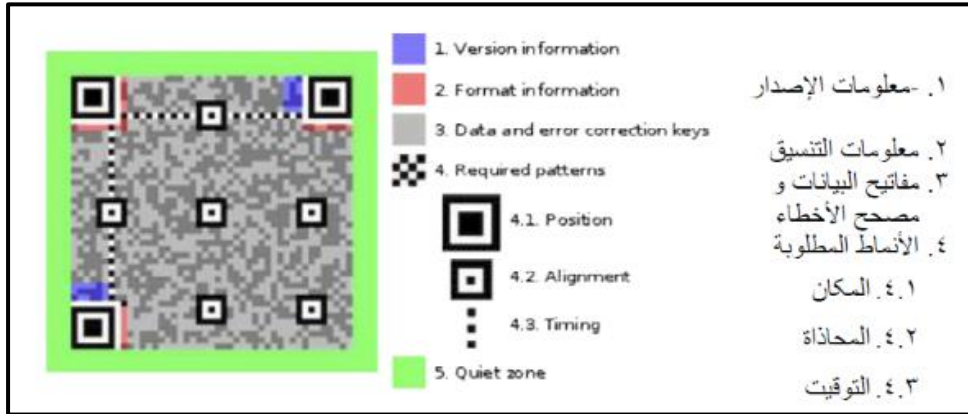 1. Version information
2. Format information
3. Data and error correction keys
4. Required patterns
4.1. Position
4.2. Alignment
4.3. Timing
5. Quiet zone
١. -معلومات الإصدار
٢. معلومات التنسيق
٣. مفاتيح البيانات و
مصحح الأخطاء
٤. الأنماط المطلوبة
٤.١. المكان
٤.٢. المحاذاة
٤.٣. التوقيت